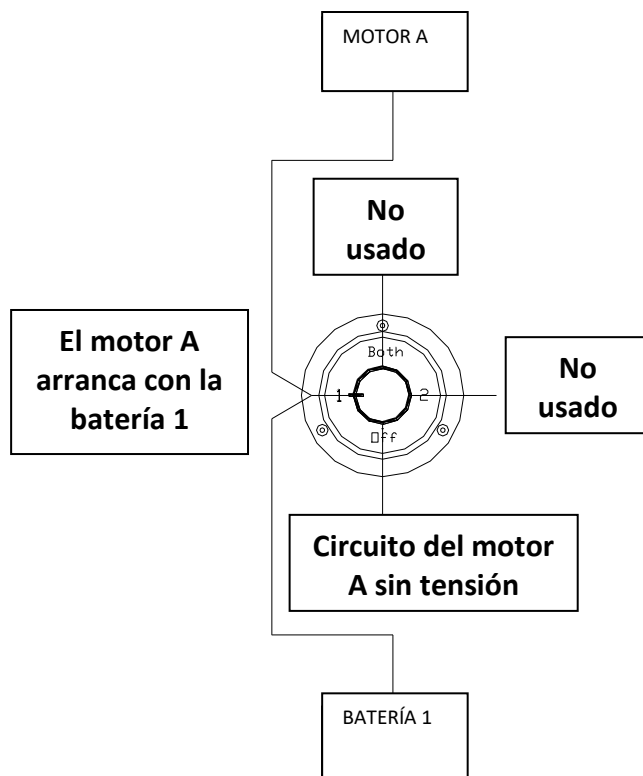 MOTOR A
No
usado
El motor A
arranca con la
batería 1
Both
1
2
Off
No
usado
Circuito del motor
A sin tensión
BATERÍA 1